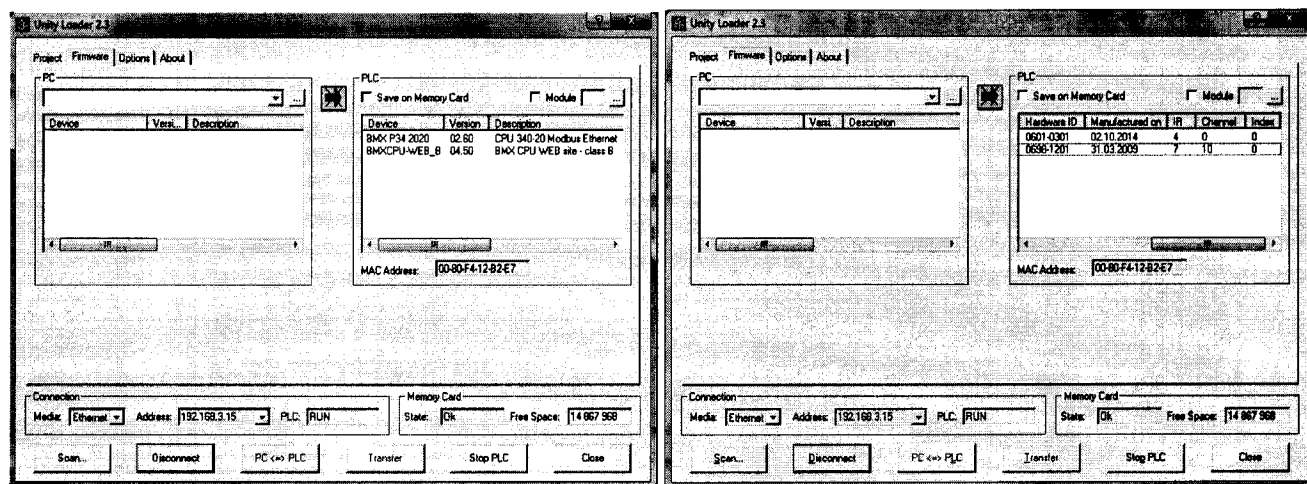 Unity Loader 2.3
Project Firmware Options About
PC
Device Versi... Description
PLC
Save on Memory Card Module ...
Device Version Description
BMX P34 2020 02.60 CPU 340-20 Modbus Ethernet
BMXCPU-WEB_B 04.50 BMX CPU WEB site - class B
MAC Address: 00-80-F4-12-B2-E7
Connection
Media: Ethernet Address: 192.168.3.15 PLC: RUN
Memory Card
State: Ok Free Space: 14 867 968
Scan... Disconnect PC <=> PLC Transfer Stop PLC Close
Unity Loader 2.3
Project Firmware Options About
PC
Device Versi... Description
PLC
Save on Memory Card Module ...
Hardware ID Manufactured on IR Channel Index
0601-0301 02.10.2014 4 0 0
0698-1201 31.03.2009 7 10 0
MAC Address: 00-80-F4-12-B2-E7
Connection
Media: Ethernet Address: 192.168.3.15 PLC: RUN
Memory Card
State: Ok Free Space: 14 867 968
Scan... Disconnect PC <=> PLC Transfer Stop PLC Close